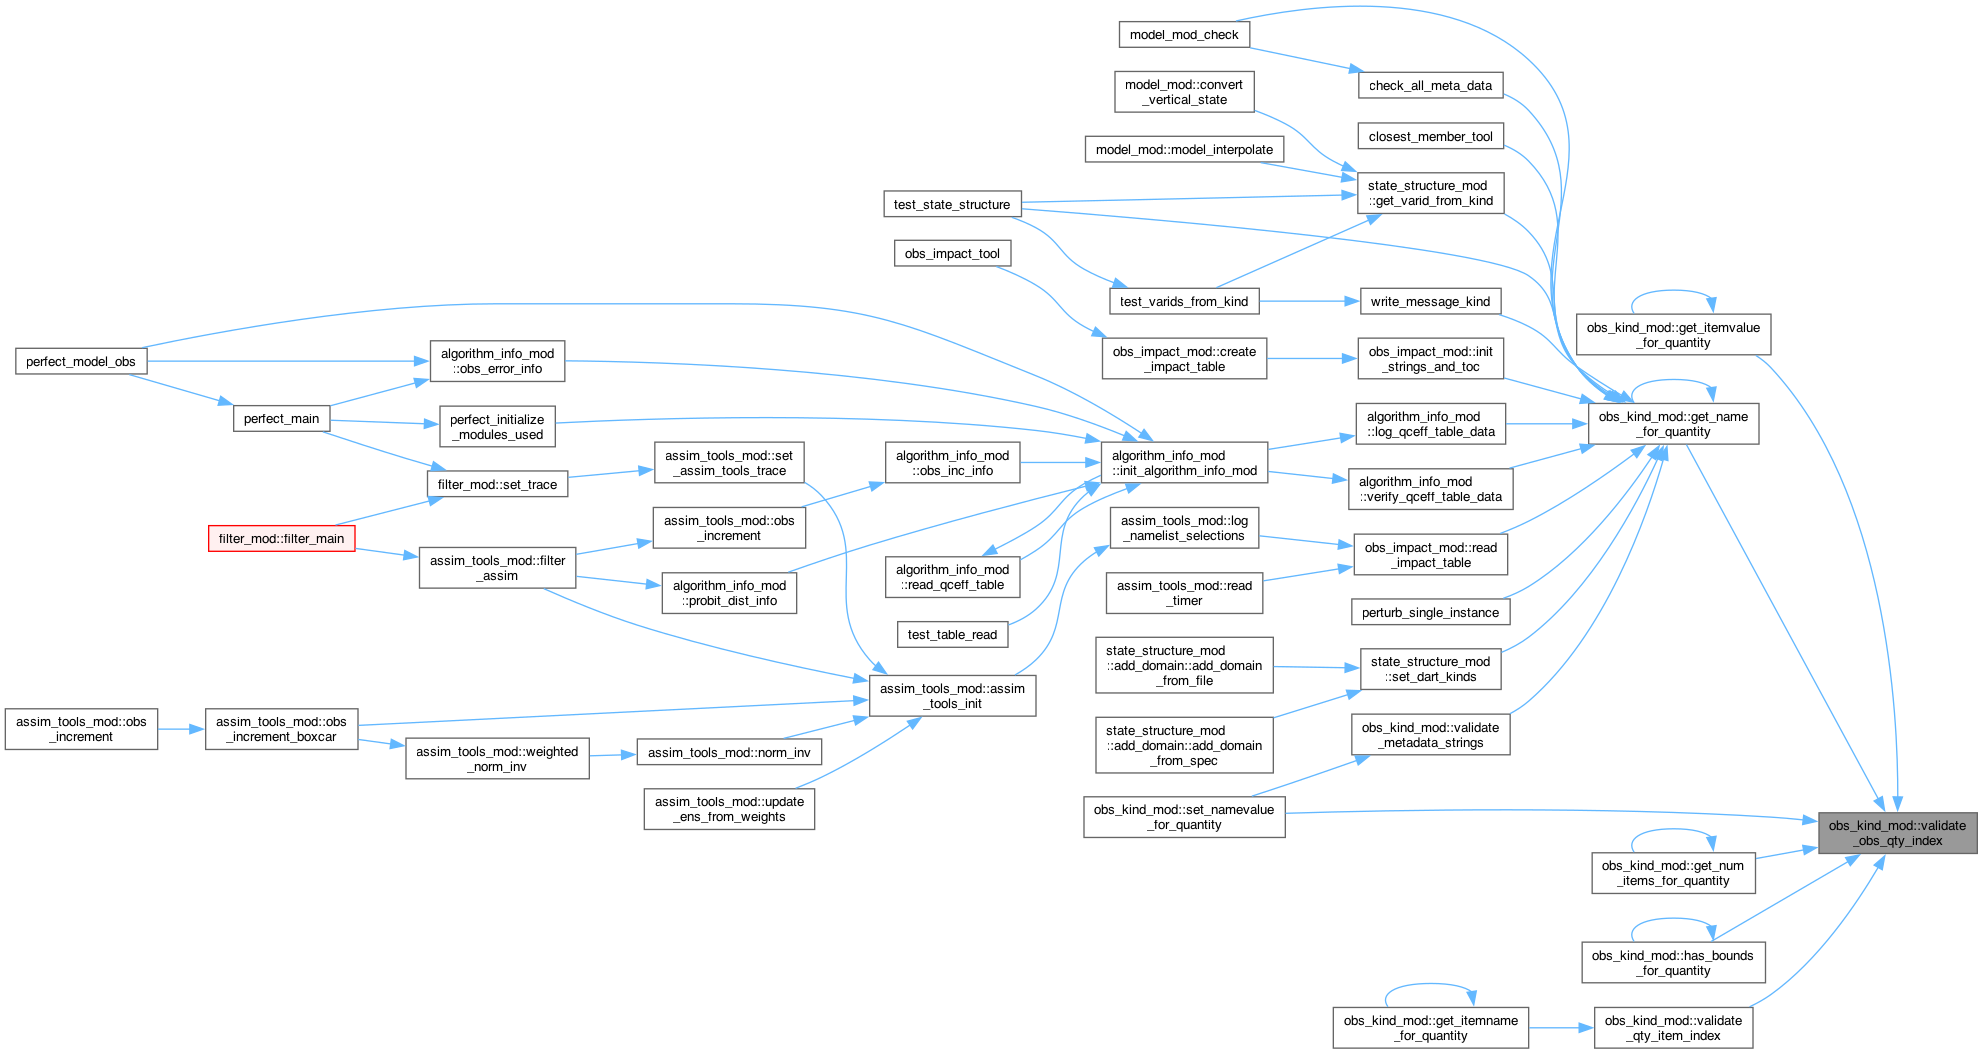 model_mod_check
model_mod::convert
_vertical_state
check_all_meta_data
closest_member_tool
model_mod::model_interpolate
state_structure_mod
::get_varid_from_kind
test_state_structure
obs_impact_tool
test_varids_from_kind
write_message_kind
obs_kind_mod::get_itemvalue
_for_quantity
perfect_model_obs
algorithm_info_mod
::obs_error_info
obs_impact_mod::create
_impact_table
obs_impact_mod::init
_strings_and_toc
perfect_main
perfect_initialize
_modules_used
algorithm_info_mod
::log_qceff_table_data
obs_kind_mod::get_name
_for_quantity
assim_tools_mod::set
_assim_tools_trace
algorithm_info_mod
::obs_inc_info
algorithm_info_mod
::init_algorithm_info_mod
filter_mod::set_trace
algorithm_info_mod
::verify_qceff_table_data
filter_mod::filter_main
assim_tools_mod::obs
_increment
assim_tools_mod::log
_namelist_selections
obs_impact_mod::read
_impact_table
assim_tools_mod::filter
_assim
algorithm_info_mod
::probit_dist_info
algorithm_info_mod
::read_qceff_table
assim_tools_mod::read
_timer
perturb_single_instance
test_table_read
state_structure_mod
::add_domain::add_domain
_from_file
state_structure_mod
::set_dart_kinds
assim_tools_mod::assim
_tools_init
assim_tools_mod::obs
_increment
assim_tools_mod::obs
_increment_boxcar
assim_tools_mod::weighted
_norm_inv
assim_tools_mod::norm_inv
state_structure_mod
::add_domain::add_domain
_from_spec
obs_kind_mod::validate
_metadata_strings
assim_tools_mod::update
_ens_from_weights
obs_kind_mod::set_namevalue
_for_quantity
obs_kind_mod::validate
_obs_qty_index
obs_kind_mod::get_num
_items_for_quantity
obs_kind_mod::has_bounds
_for_quantity
obs_kind_mod::get_itemname
_for_quantity
obs_kind_mod::validate
_qty_item_index